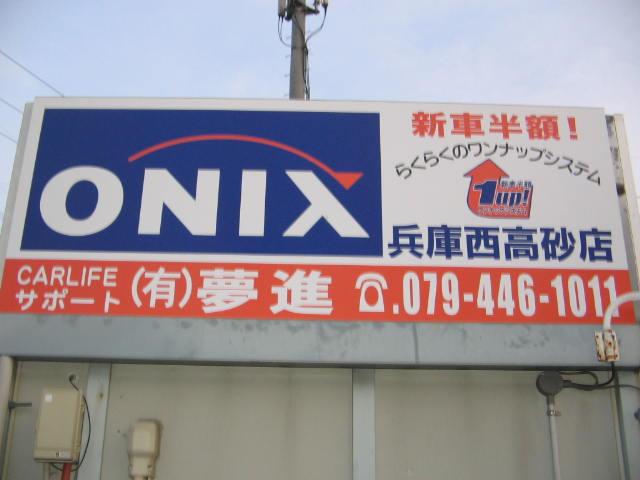 ONIX
新車半額!
らくらくのワンナップシステム
1up!
兵庫西高砂店
CARLIFE
サポート
(有)夢進
☎.079-446-1011